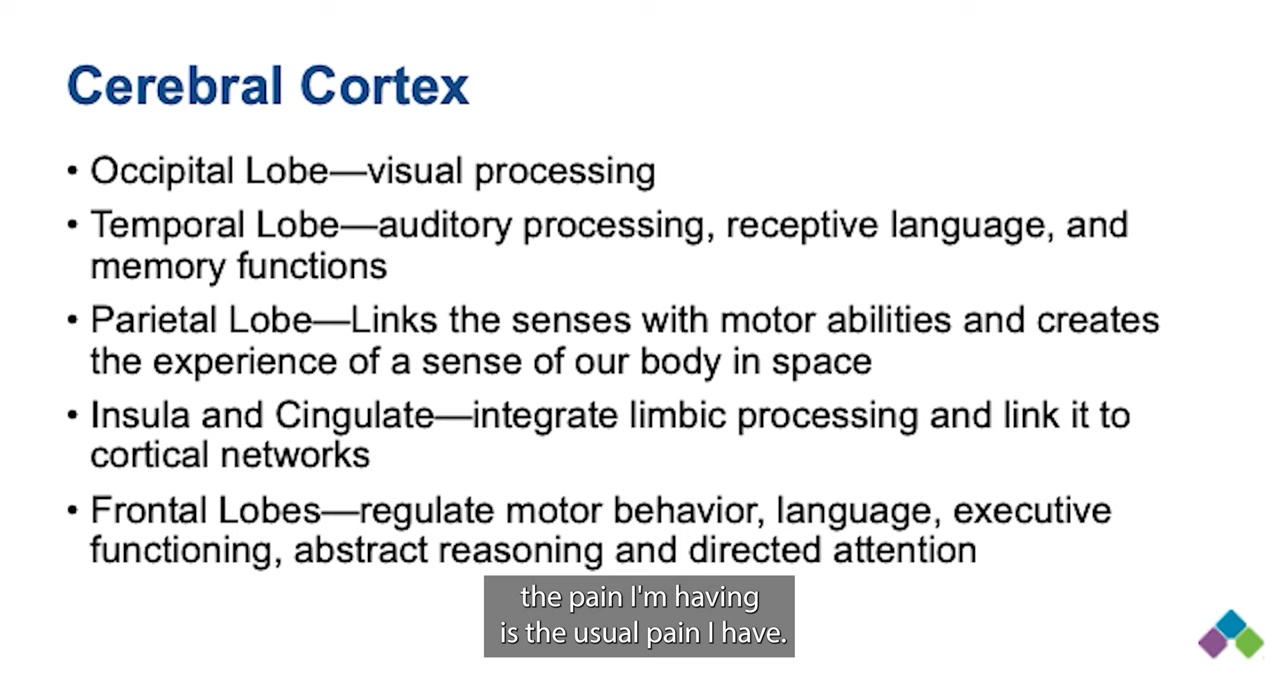 Cerebral Cortex
• Occipital Lobe—visual processing
• Temporal Lobe—auditory processing, receptive language, and
memory functions
• Parietal Lobe—Links the senses with motor abilities and creates
the experience of a sense of our body in space
• Insula and Cingulate—integrate limbic processing and link it to
cortical networks
• Frontal Lobes—regulate motor behavior, language, executive
functioning, abstract reasoning and directed attention
the pain I'm having
is the usual pain I have.